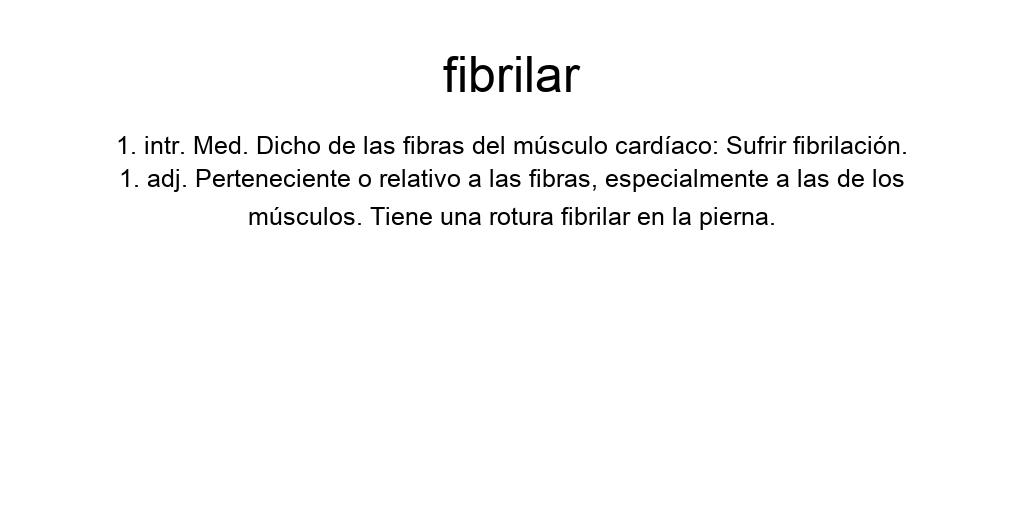 fibrilar
1. intr. Med. Dicho de las fibras del músculo cardíaco: Sufrir fibrilación.
1. adj. Perteneciente o relativo a las fibras, especialmente a las de los
músculos. Tiene una rotura fibrilar en la pierna.